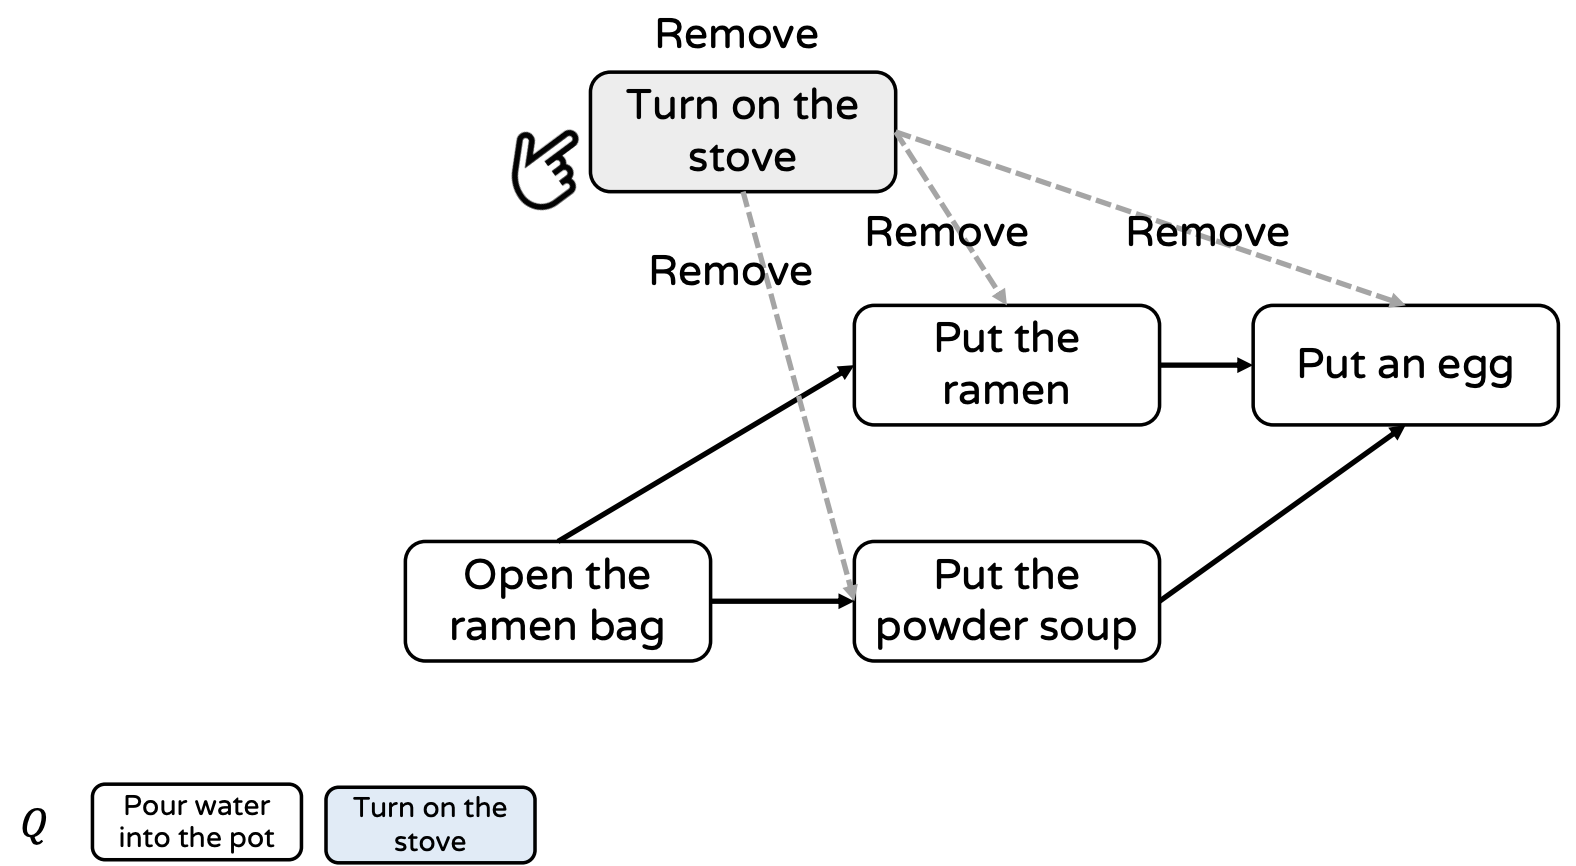 Remove
Turn on the
stove
Remove
Remove
Remove
Put the
ramen
Put an egg
Open the
ramen bag
Put the
powder soup
Q
Pour water
into the pot
Turn on the
stove